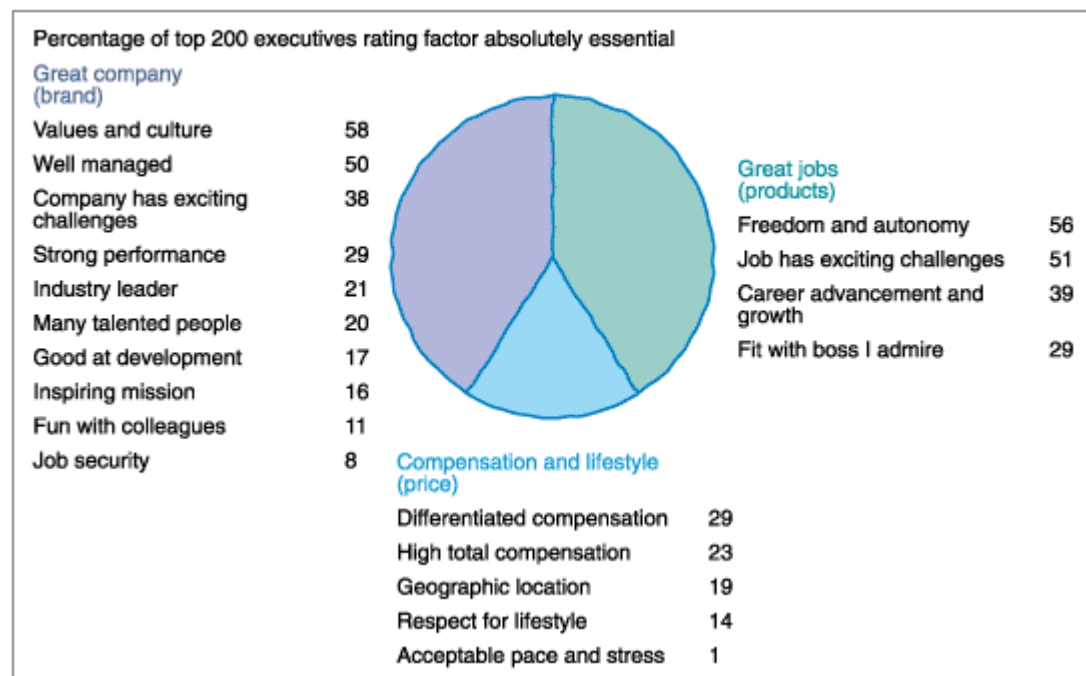 Percentage of top 200 executives rating factor absolutely essential
Great company
(brand)
Values and culture 58
Well managed 50
Company has exciting 38
challenges
Strong performance 29
Industry leader 21
Many talented people 20
Good at development 17
Inspiring mission 16
Fun with colleagues 11
Job security 8
Great jobs
(products)
Freedom and autonomy 56
Job has exciting challenges 51
Career advancement and 39
growth
Fit with boss I admire 29
Compensation and lifestyle
(price)
Differentiated compensation 29
High total compensation 23
Geographic location 19
Respect for lifestyle 14
Acceptable pace and stress 1